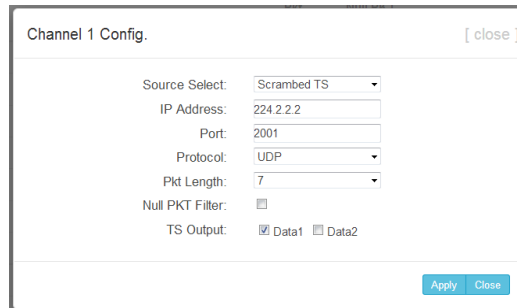 Channel 1 Config. [ close ]
Source Select: Scrambed TS
IP Address: 224.2.2.2
Port: 2001
Protocol: UDP
Pkt Length: 7
Null PKT Filter:
TS Output: Data1 Data2
Apply Close